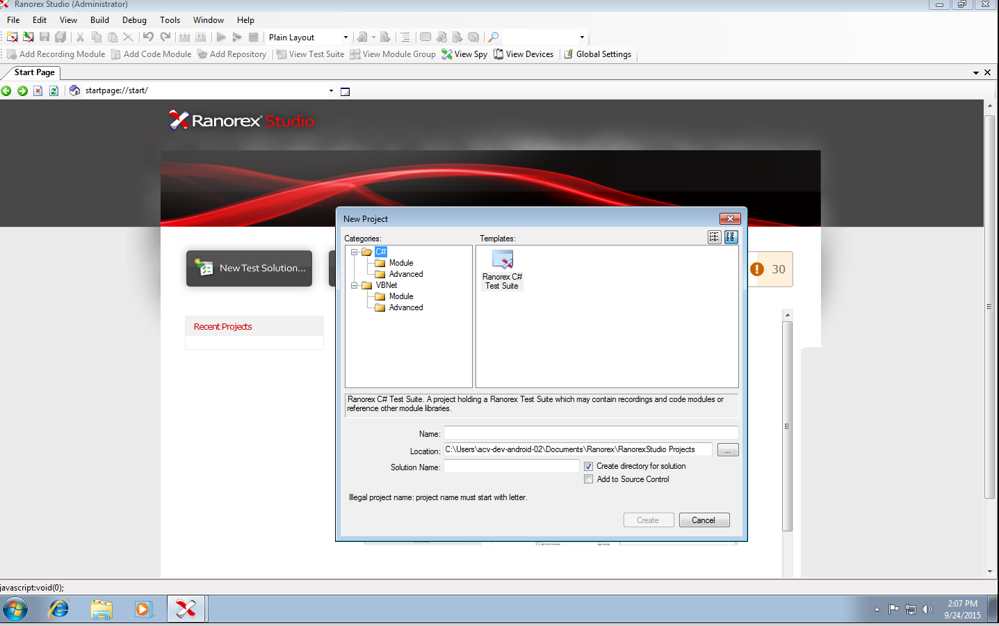 Ranorex Studio (Administrator)
File Edit View Build Debug Tools Window Help
Plain Layout
Add Recording Module Add Code Module Add Repository View Test Suite View Module Group View Spy View Devices Global Settings
Start Page
startpage://start/
Ranorex Studio
New Test Solution...
30
Recent Projects
New Project
Categories:
Templates:
C#
Module
Advanced
VBNet
Module
Advanced
Ranorex C#
Test Suite
Ranorex C# Test Suite. A project holding a Ranorex Test Suite which may contain recordings and code modules or
reference other module libraries.
Name:
Location: C:\Users\acv-dev-android-02\Documents\Ranorex\RanorexStudio Projects ...
Solution Name: Create directory for solution
Add to Source Control
Illegal project name: project name must start with letter.
Create Cancel
javascript:void(0);
2:07 PM
9/24/2015